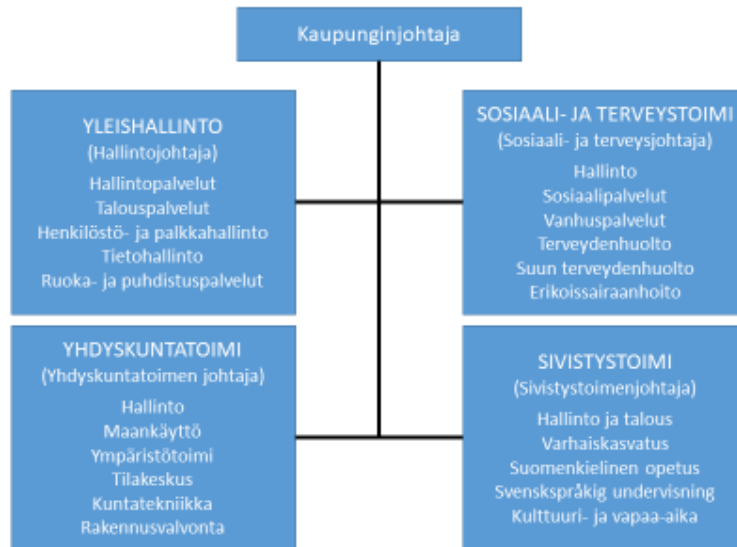 Kaupunginjohtaja
YLEISHALLINTO
(Hallintojohtaja)
Hallintopalvelut
Talouspalvelut
Henkilöstö- ja palkkahallinto
Tietohallinto
Ruoka- ja puhdistuspalvelut
SOSIAALI- JA TERVEYSTOIMI
(Sosiaali- ja terveysjohtaja)
Hallinto
Sosiaalipalvelut
Vanhuspalvelut
Terveydenhuolto
Suun terveydenhuolto
Erikoissairaanhoito
YHDYSKUNTATOIMI
(Yhdyskuntatoimen johtaja)
Hallinto
Maankäyttö
Ympäristötoimi
Tilakeskus
Kuntatekniikka
Rakennusvalvonta
SIVISTYSTOIMI
(Sivistystoimenjohtaja)
Hallinto ja talous
Varhaiskasvatus
Suomenkielinen opetus
Svenskspråkig undervisning
Kulttuuri- ja vapaa-aika